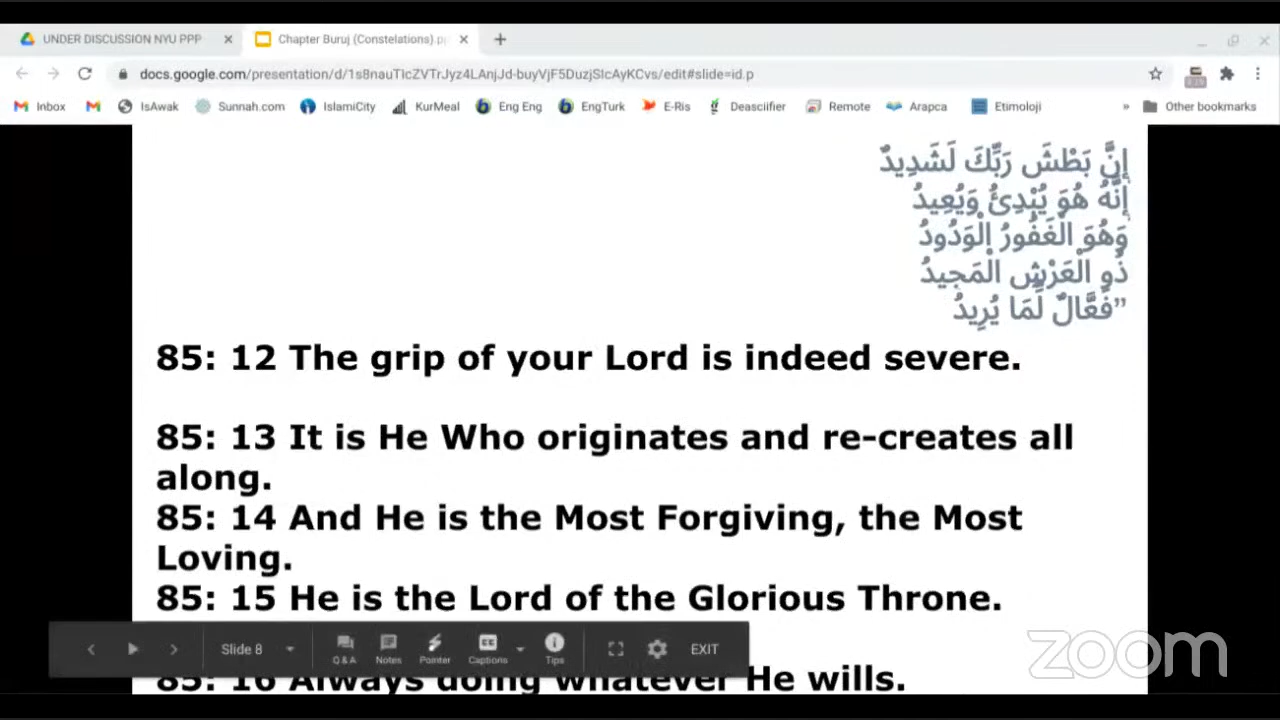 UNDER DISCUSSION NYU PPP
Chapter Buruj (Constelations).p
docs.google.com/presentation/d/1s8nauTIcZVTrJyz4LAnjJd-buyVjF5DuzjSIcAyKCvs/edit#slide=id.p
Inbox IsAwak Sunnah.com IslamiCity KurMeal Eng Eng EngTurk E-Ris Deasciifier Remote Arapca Etimoloji » Other bookmarks
إِنَّ بَطْشَ رَبِّكَ لَشَدِيدٌ
إِنَّهُ هُوَ يُبْدِئُ وَيُعِيدُ
وَهُوَ الْغَفُورُ الْوَدُودُ
ذُو الْعَرْشِ الْمَجِيدُ
”فَعَّالٌ لِّمَا يُرِيدُ
85: 12 The grip of your Lord is indeed severe.
85: 13 It is He Who originates and re-creates all
along.
85: 14 And He is the Most Forgiving, the Most
Loving.
85: 15 He is the Lord of the Glorious Throne.
85: 16 Always doing whatever He wills.
Slide 8 Q & A Notes Pointer Captions Tips EXIT
zoom